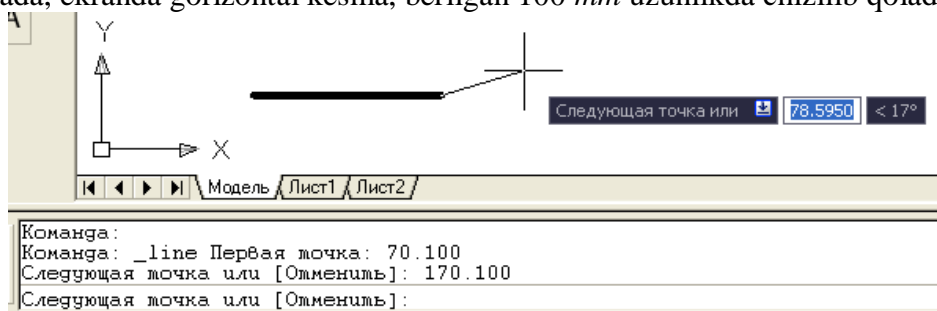 ada, ekranda gorizontal kesma, berilgan 100 mm uzunlikda chizilib qolad
A
Y
Следующая точка или 78.5950 < 17°
X
Модель Лист1 Лист2
Команда:
Команда: _line Первая точка: 70.100
Следующая точка или [Отменить]: 170.100
Следующая точка или [Отменить]: